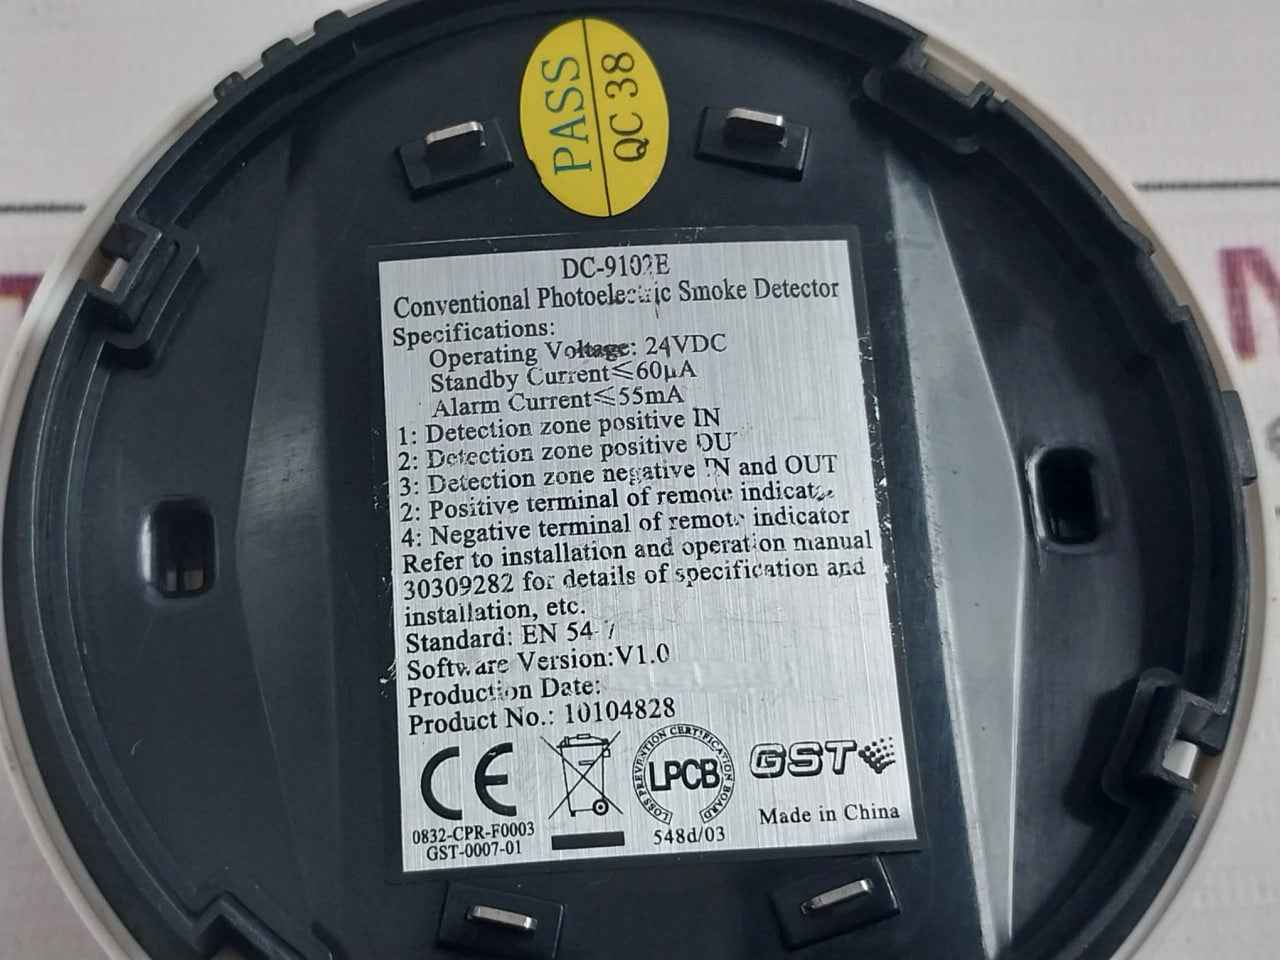 PASS
QC 38
DC-9102E
Conventional Photoelectric Smoke Detector
Specifications:
Operating Voltage: 24VDC
Standby Current≤60μA
Alarm Current≤55mA
1: Detection zone positive IN
2: Detection zone positive OUT
3: Detection zone negative IN and OUT
2: Positive terminal of remote indicator
4: Negative terminal of remote indicator
Refer to installation and operation manual
30309282 for details of specification and
installation, etc.
Standard: EN 54-7
Software Version:V1.0
Production Date:
Product No.: 10104828
CE
LOSS PREVENTION CERTIFICATION BOARD
LPCB
GST
0832-CPR-F0003
GST-0007-01
548d/03
Made in China